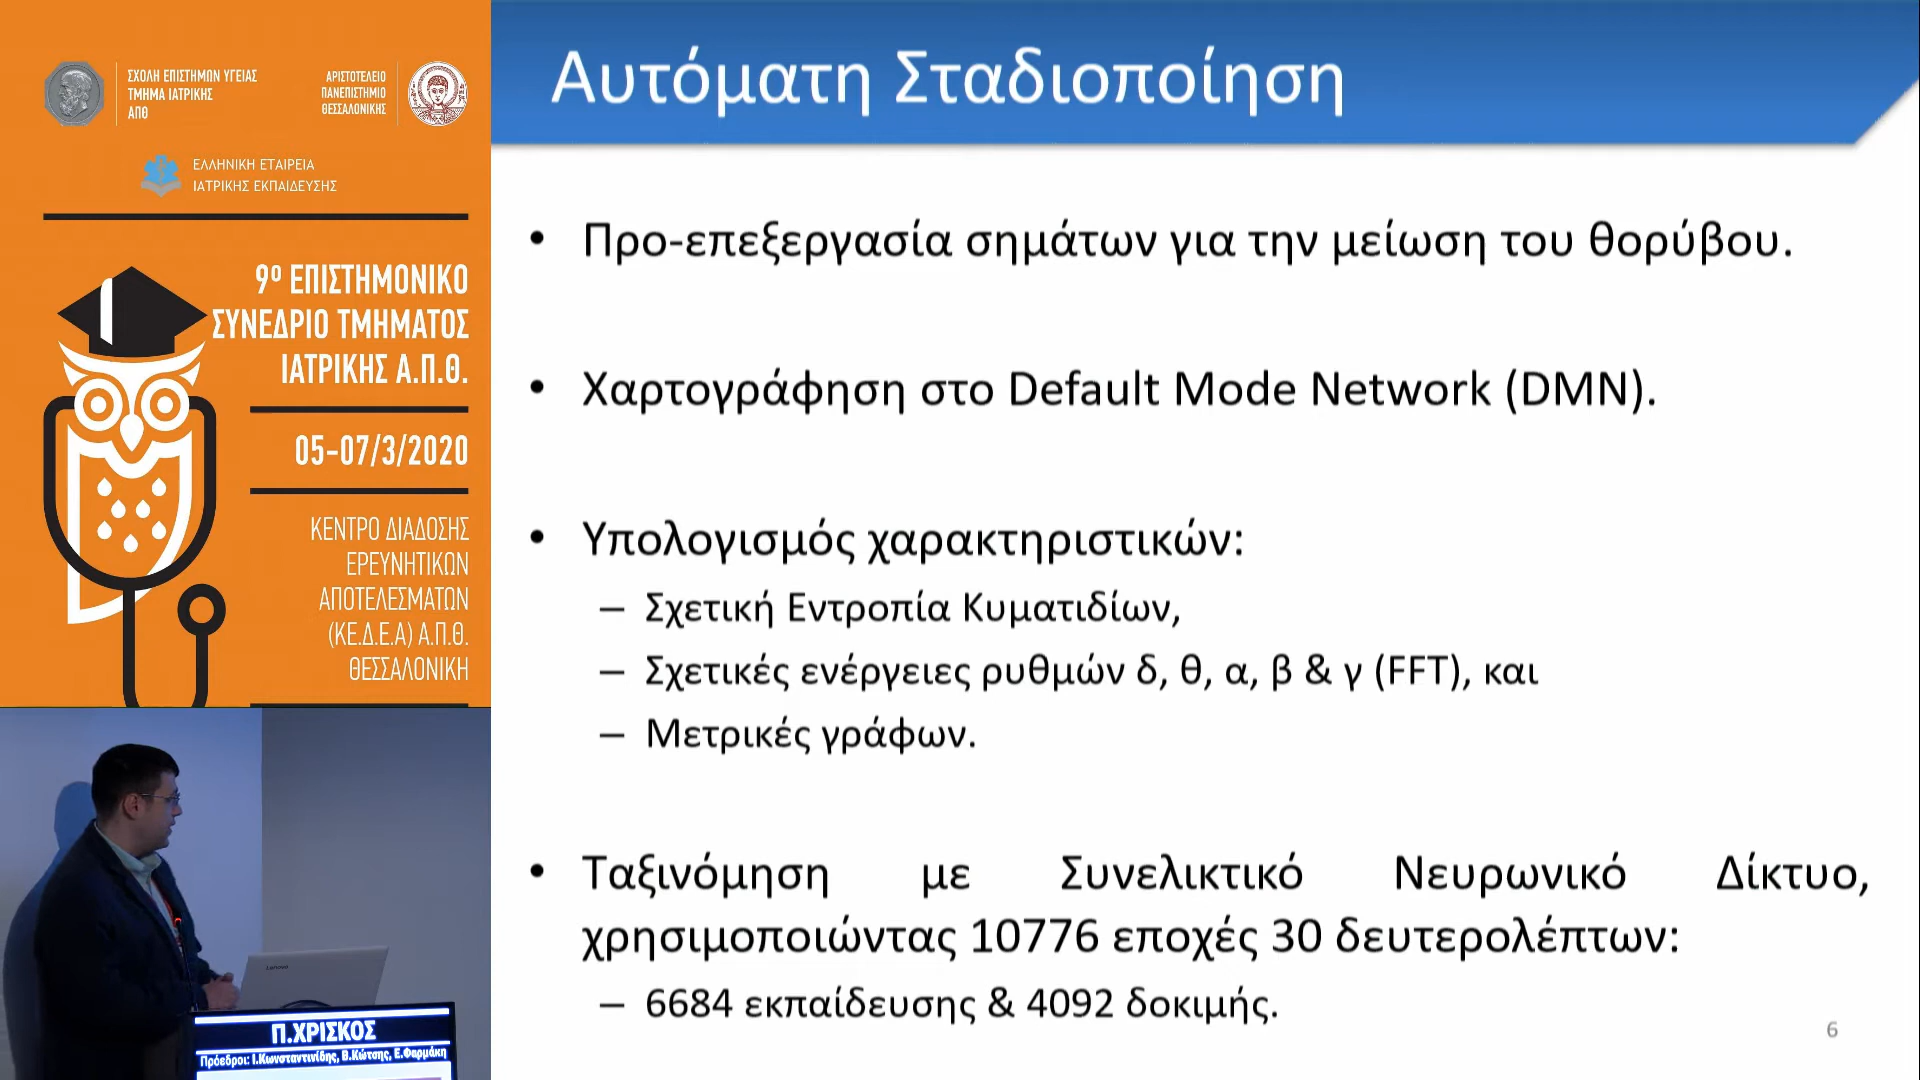 ΣΧΟΛΗ ΕΠΙΣΤΗΜΩΝ ΥΓΕΙΑΣ
ΤΜΗΜΑ ΙΑΤΡΙΚΗΣ
ΑΠΘ
ΑΡΙΣΤΟΤΕΛΕΙΟ
ΠΑΝΕΠΙΣΤΗΜΙΟ
ΘΕΣΣΑΛΟΝΙΚΗΣ
ΕΛΛΗΝΙΚΗ ΕΤΑΙΡΕΙΑ
ΙΑΤΡΙΚΗΣ ΕΚΠΑΙΔΕΥΣΗΣ
9º ΕΠΙΣΤΗΜΟΝΙΚΟ
ΣΥΝΕΔΡΙΟ ΤΜΗΜΑΤΟΣ
ΙΑΤΡΙΚΗΣ Α.Π.Θ.
05-07/3/2020
ΚΕΝΤΡΟ ΔΙΑΔΟΣΗΣ
ΕΡΕΥΝΗΤΙΚΩΝ
ΑΠΟΤΕΛΕΣΜΑΤΩΝ
(ΚΕ.Δ.Ε.Α) Α.Π.Θ.
ΘΕΣΣΑΛΟΝΙΚΗ
Lenovo
Π.ΧΡΙΣΚΟΣ
Πρόεδροι: Ι.Κωνσταντινίδης, Β.Κώτσης, Ε.Φαρμάκη
Αυτόματη Σταδιοποίηση
• Προ-επεξεργασία σημάτων για την μείωση του θορύβου.
• Χαρτογράφηση στο Default Mode Network (DMN).
• Υπολογισμός χαρακτηριστικών:
– Σχετική Εντροπία Κυματιδίων,
– Σχετικές ενέργειες ρυθμών δ, θ, α, β & γ (FFT), και
– Μετρικές γράφων.
• Ταξινόμηση με Συνελικτικό Νευρωνικό Δίκτυο,
χρησιμοποιώντας 10776 εποχές 30 δευτερολέπτων:
– 6684 εκπαίδευσης & 4092 δοκιμής.
6